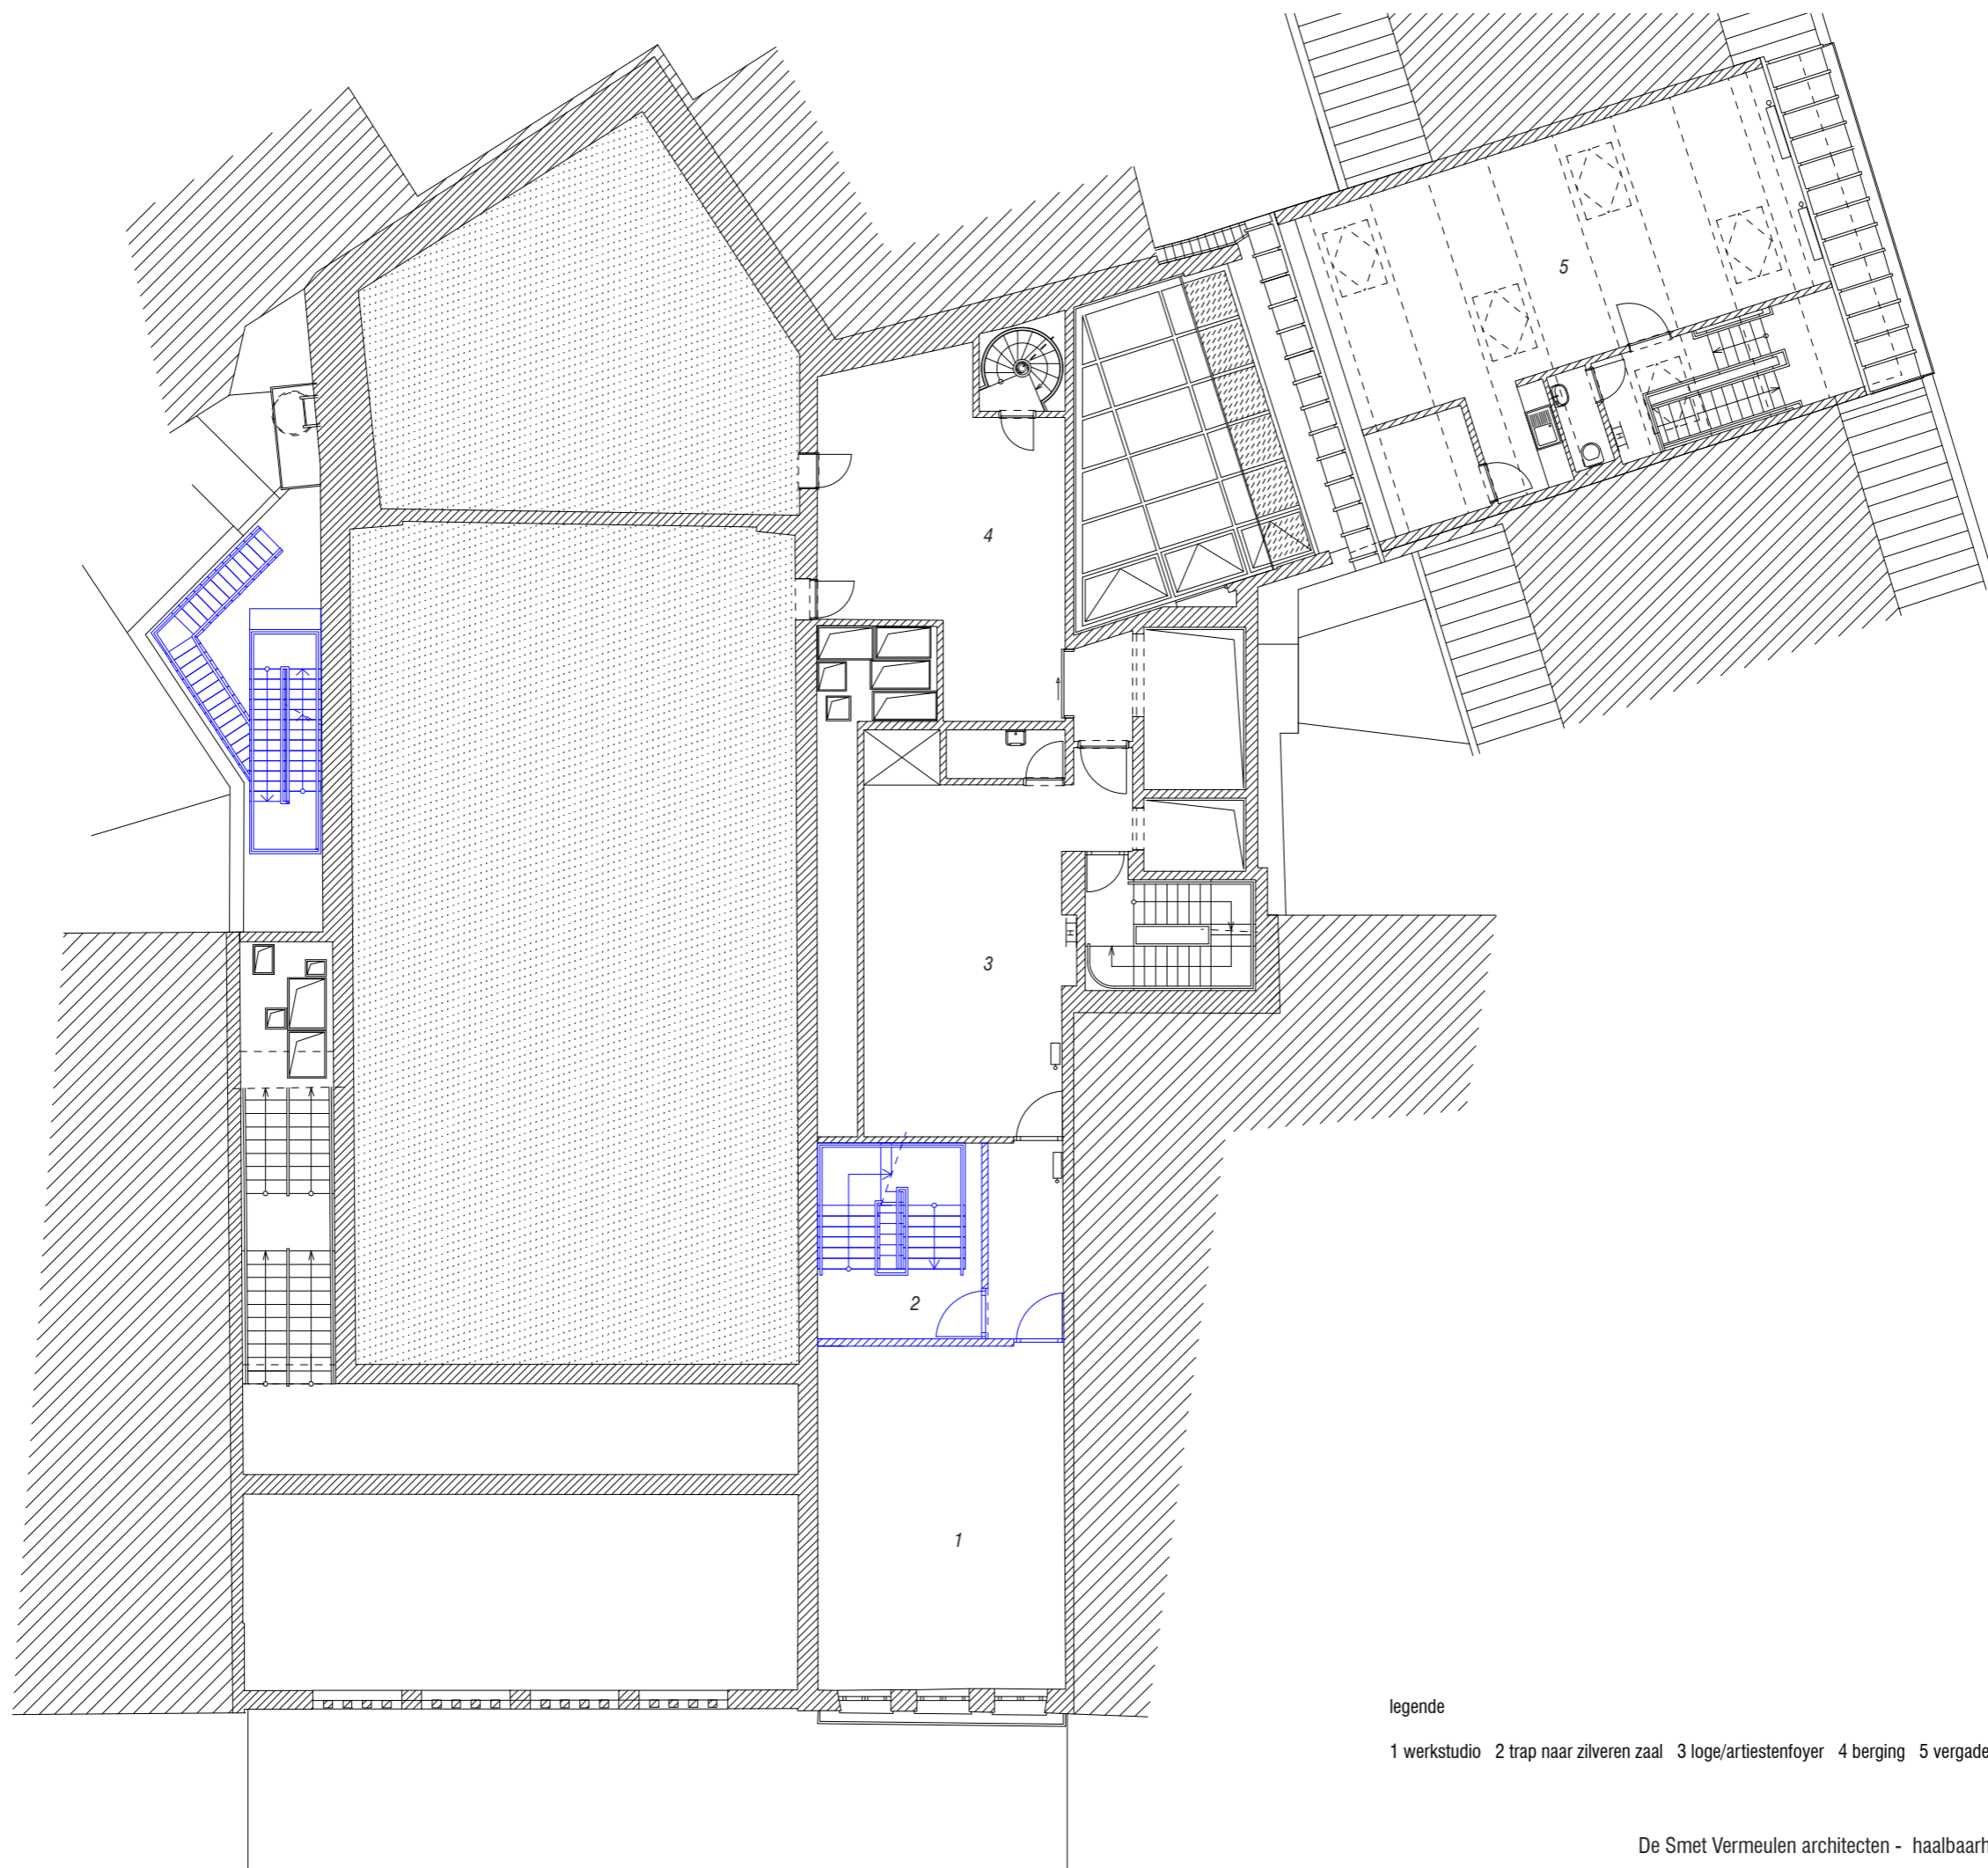 5
4
3
2
1
legende
1 werkstudio 2 trap naar zilveren zaal 3 loge/artiestenfoyer 4 berging 5 vergade
De Smet Vermeulen architecten - haalbaarh